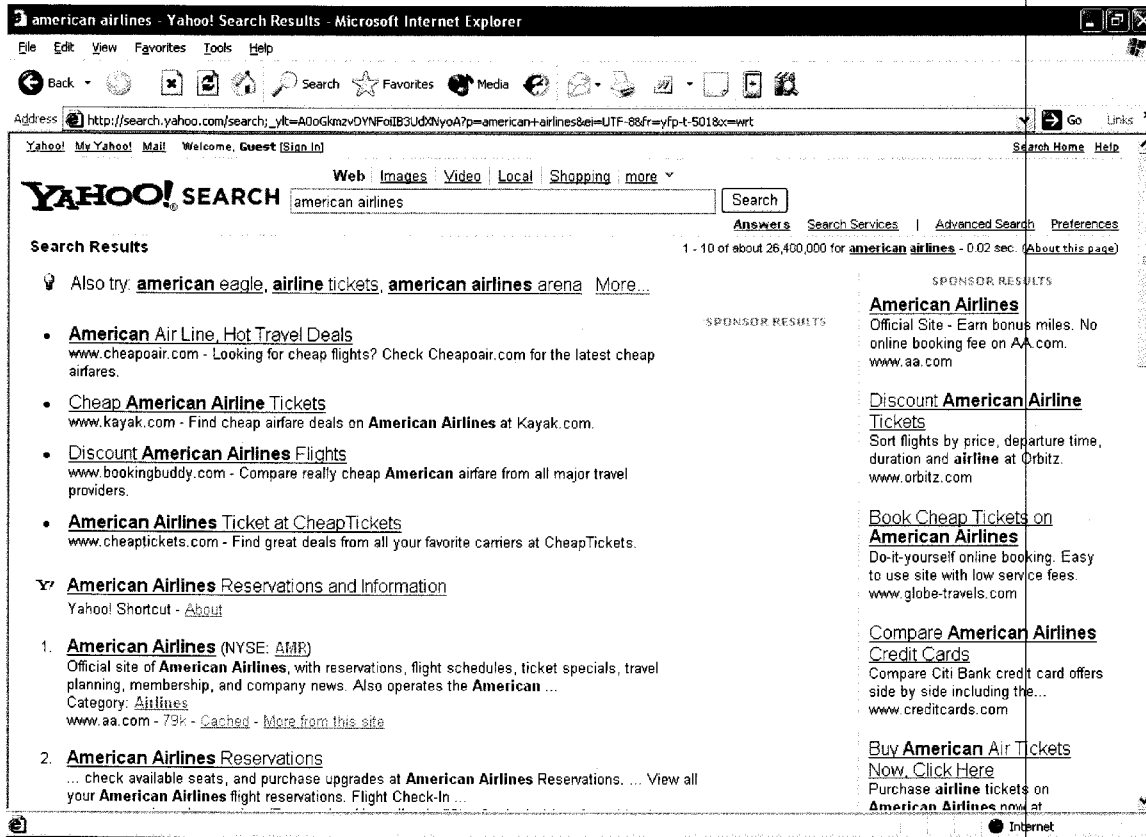 american airlines - Yahoo! Search Results - Microsoft Internet Explorer
File Edit View Favorites Tools Help
Back Search Favorites Media
Address http://search.yahoo.com/search;_ylt=A0oGkmzvDYNFoiIB3UdXNyoA?p=american+airlines&ei=UTF-8&fr=yfp-t-501&x=wrt Go Links
Yahoo! My Yahoo! Mail Welcome, Guest [Sign In] Search Home Help
Web Images Video Local Shopping more
YAHOO!® SEARCH american airlines Search
Answers Search Services | Advanced Search Preferences
Search Results 1 - 10 of about 26,400,000 for american airlines - 0.02 sec. (About this page)
Also try: american eagle, airline tickets, american airlines arena More...
SPONSOR RESULTS
• American Air Line, Hot Travel Deals
www.cheapoair.com - Looking for cheap flights? Check Cheapoair.com for the latest cheap
airfares.
• Cheap American Airline Tickets
www.kayak.com - Find cheap airfare deals on American Airlines at Kayak.com.
• Discount American Airlines Flights
www.bookingbuddy.com - Compare really cheap American airfare from all major travel
providers.
• American Airlines Ticket at CheapTickets
www.cheaptickets.com - Find great deals from all your favorite carriers at CheapTickets.
Y! American Airlines Reservations and Information
Yahoo! Shortcut - About
1. American Airlines (NYSE: AMR)
Official site of American Airlines, with reservations, flight schedules, ticket specials, travel
planning, membership, and company news. Also operates the American ...
Category: Airlines
www.aa.com - 79k - Cached - More from this site
2. American Airlines Reservations
... check available seats, and purchase upgrades at American Airlines Reservations. ... View all
your American Airlines flight reservations. Flight Check-In ...
SPONSOR RESULTS
American Airlines
Official Site - Earn bonus miles. No
online booking fee on AA.com.
www.aa.com
Discount American Airline
Tickets
Sort flights by price, departure time,
duration and airline at Orbitz.
www.orbitz.com
Book Cheap Tickets on
American Airlines
Do-it-yourself online booking. Easy
to use site with low service fees.
www.globe-travels.com
Compare American Airlines
Credit Cards
Compare Citi Bank credit card offers
side by side including the...
www.creditcards.com
Buy American Air Tickets
Now, Click Here
Purchase airline tickets on
American Airlines now at
Internet